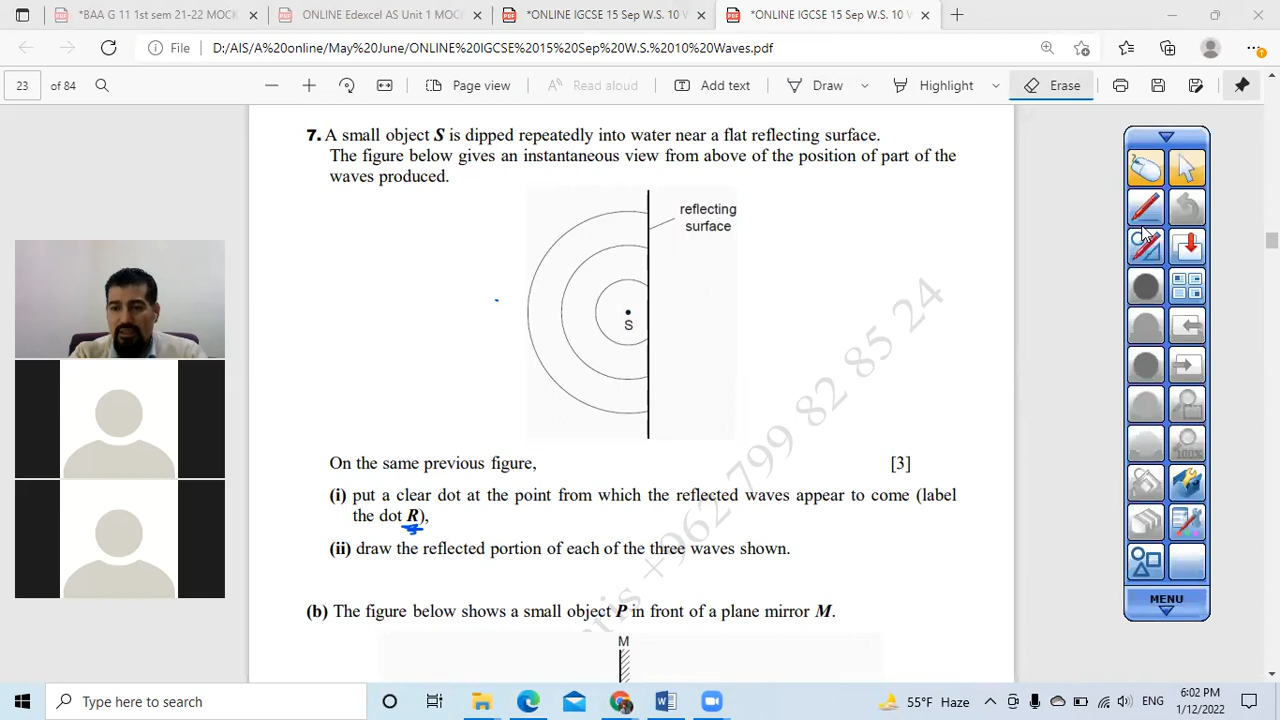 *BAA G 11 1st sem 21-22 MOCK
ONLINE Edexcel AS Unit 1 MOCK
*ONLINE IGCSE 15 Sep W.S. 10 W
*ONLINE IGCSE 15 Sep W.S. 10 W
File
D:/AIS/A%20online/May%20June/ONLINE%20IGCSE%2015%20Sep%20W.S.%2010%20Waves.pdf
23 of 84
Page view
Read aloud
Add text
Draw
Highlight
Erase
7. A small object S is dipped repeatedly into water near a flat reflecting surface.
The figure below gives an instantaneous view from above of the position of part of the
waves produced.
reflecting
surface
S
On the same previous figure, [3]
(i) put a clear dot at the point from which the reflected waves appear to come (label
the dot R),
(ii) draw the reflected portion of each of the three waves shown.
(b) The figure below shows a small object P in front of a plane mirror M.
M
+962 799 82 85 24
100%
MENU
Type here to search
55°F Haze
ENG
6:02 PM
1/12/2022